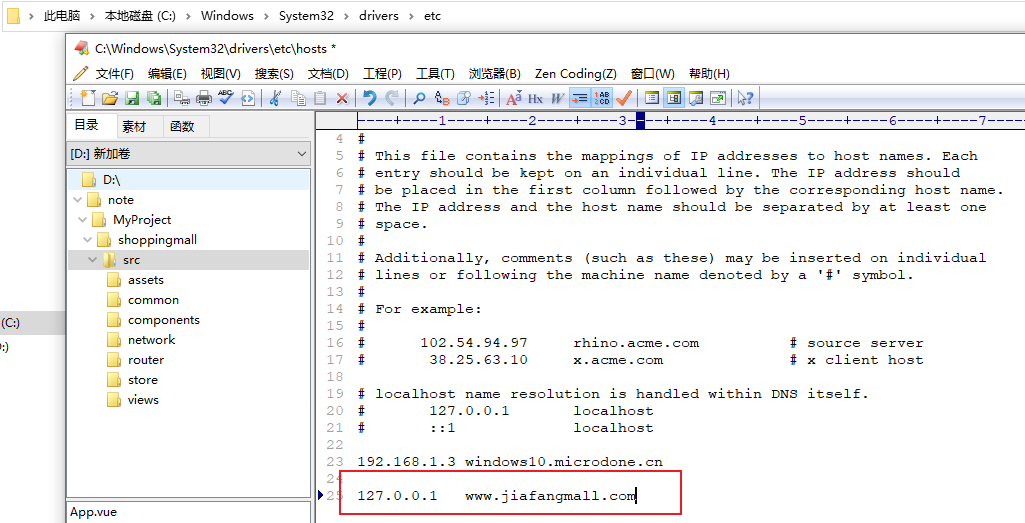 此电脑 › 本地磁盘 (C:) › Windows › System32 › drivers › etc
C:\Windows\System32\drivers\etc\hosts *
文件(F) 编辑(E) 视图(V) 搜索(S) 文档(D) 工程(P) 工具(T) 浏览器(B) Zen Coding(Z) 窗口(W) 帮助(H)
目录 素材 函数
----+----1----+----2----+----3----+----4----+----5----+----6----+----7----
[D:] 新加卷
D:\
note
MyProject
shoppingmall
src
assets
common
components
network
router
store
views
(C:)
App.vue
4 #
5 # This file contains the mappings of IP addresses to host names. Each
6 # entry should be kept on an individual line. The IP address should
7 # be placed in the first column followed by the corresponding host name.
8 # The IP address and the host name should be separated by at least one
9 # space.
10 #
11 # Additionally, comments (such as these) may be inserted on individual
12 # lines or following the machine name denoted by a '#' symbol.
13 #
14 # For example:
15 #
16 # 102.54.94.97 rhino.acme.com # source server
17 # 38.25.63.10 x.acme.com # x client host
18
19 # localhost name resolution is handled within DNS itself.
20 # 127.0.0.1 localhost
21 # ::1 localhost
22
23 192.168.1.3 windows10.microdone.cn
24
25 127.0.0.1 www.jiafangmall.com